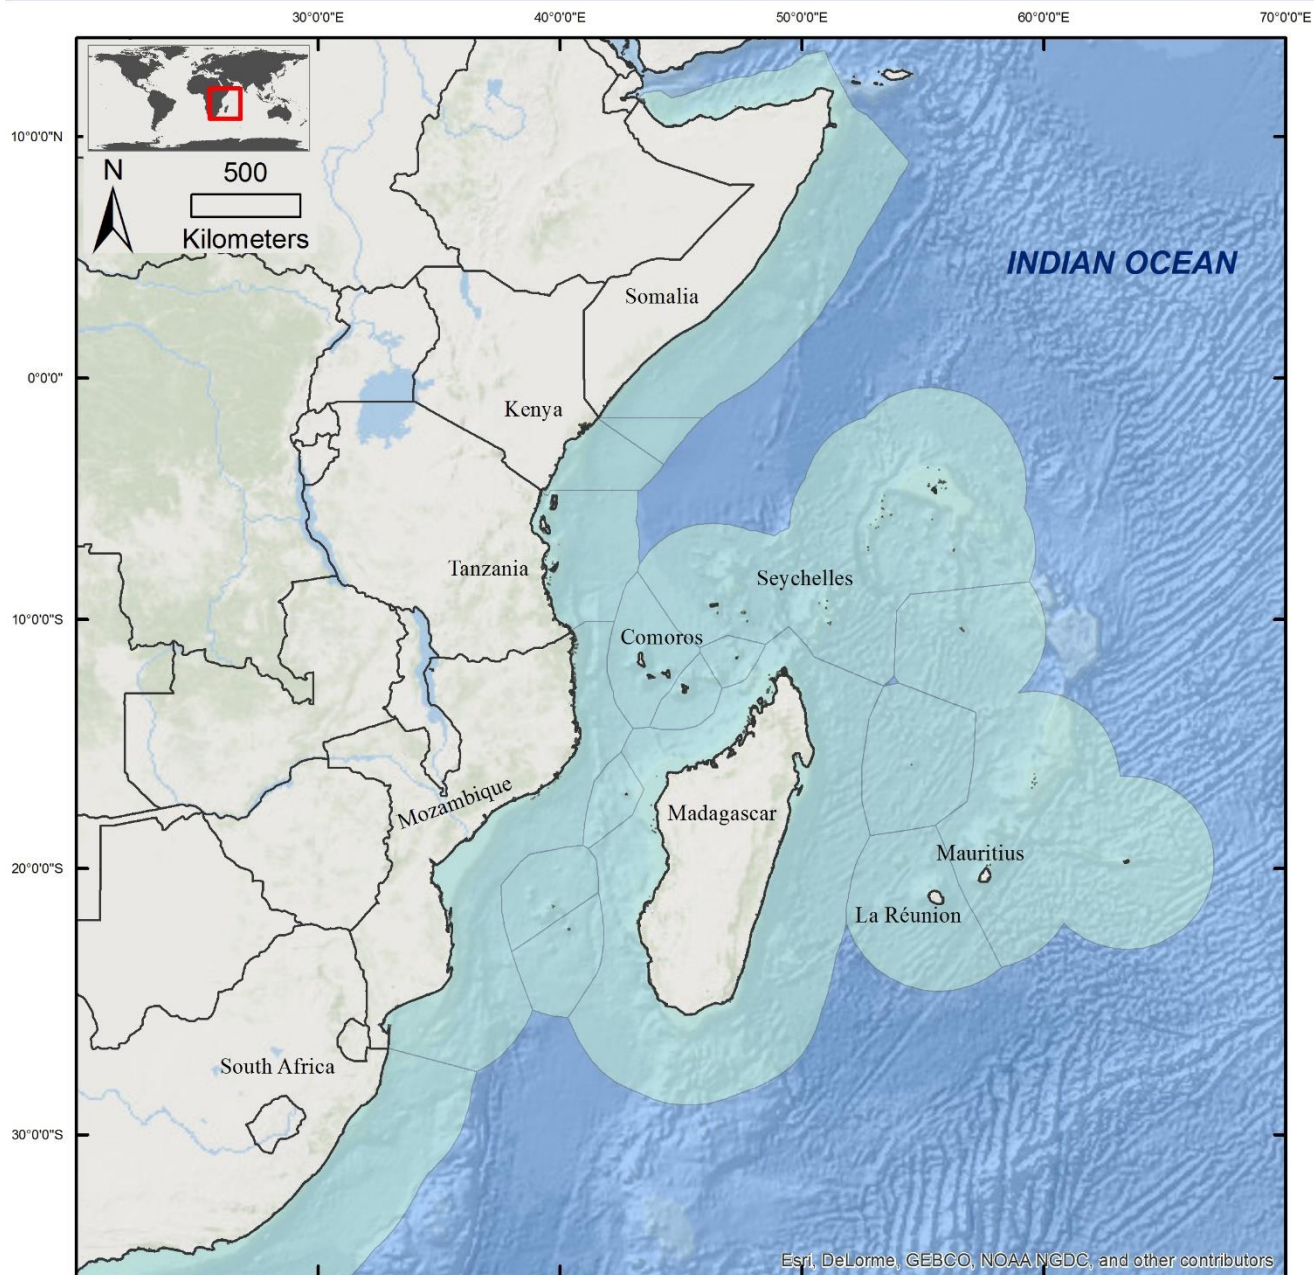 30°0'0"E
40°0'0"E
50°0'0"E
60°0'0"E
70°0'0"E
10°0'0"N
0°0'0"
10°0'0"S
20°0'0"S
30°0'0"S
N
500
Kilometers
INDIAN OCEAN
Somalia
Kenya
Tanzania
Seychelles
Comoros
Mozambique
Madagascar
Mauritius
La Réunion
South Africa
Esri, DeLorme, GEBCO, NOAA NGDC, and other contributors